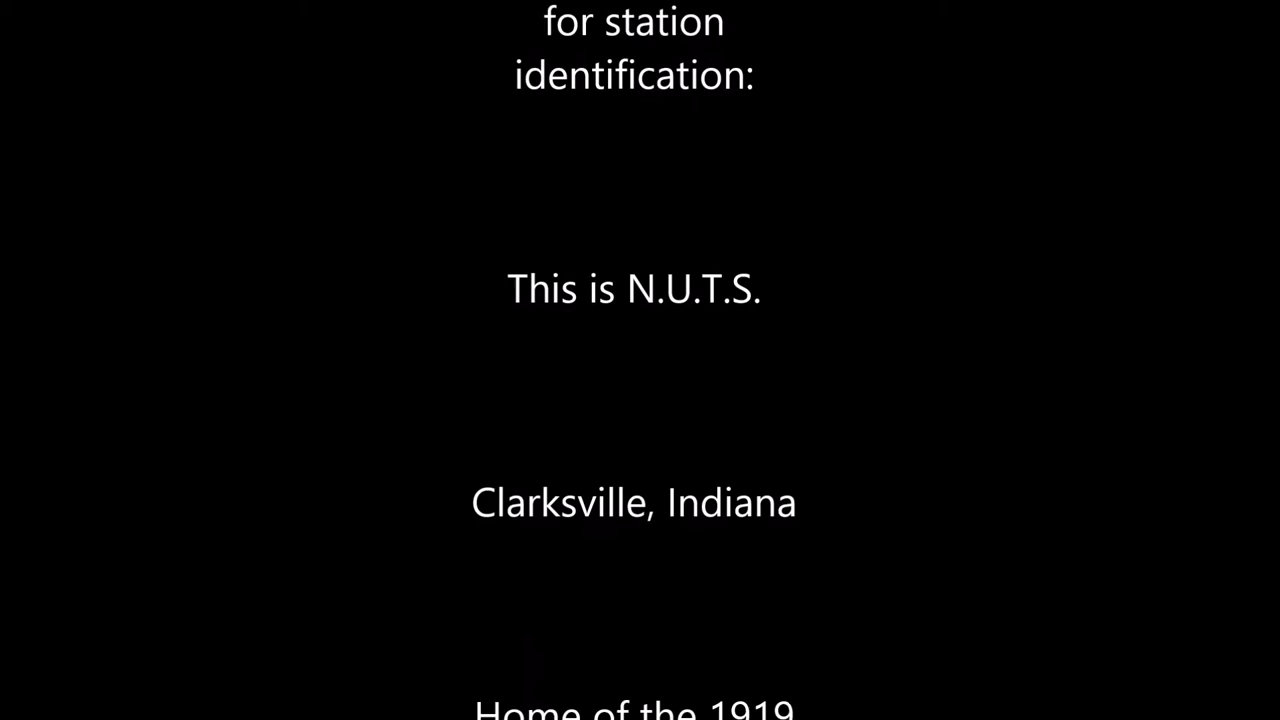 for station
identification:
This is N.U.T.S.
Clarksville, Indiana
Home of the 1919